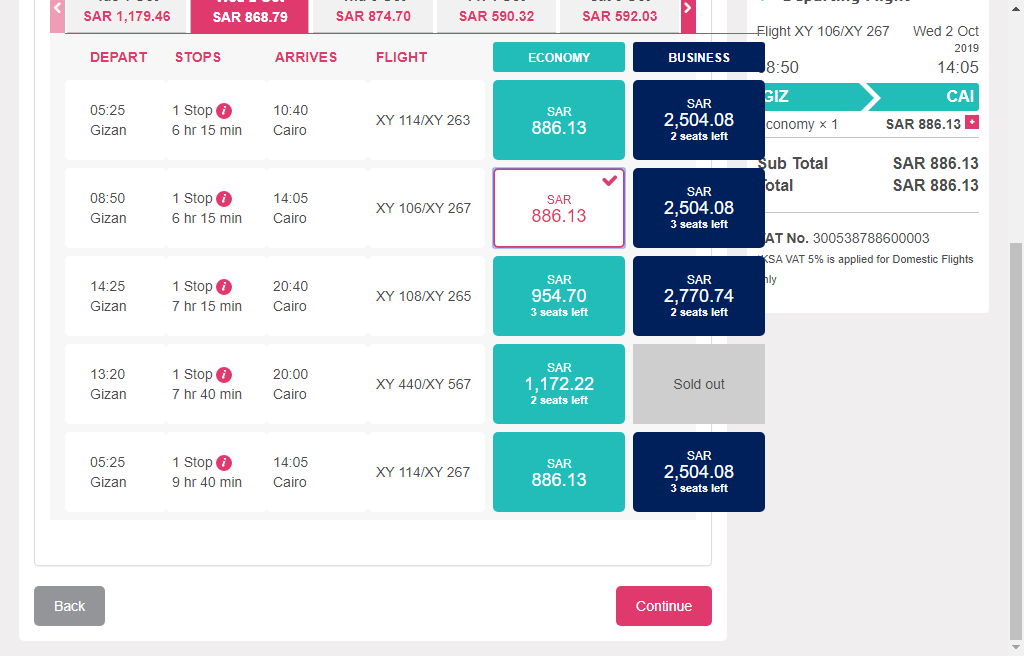 SAR 1,179.46
Wed 2 Oct
SAR 868.79
SAR 874.70
SAR 590.32
SAR 592.03
Departing Flight
Flight XY 106/XY 267 Wed 2 Oct
2019
08:50 14:05
GIZ CAI
Economy × 1 SAR 886.13 +
Sub Total SAR 886.13
Total SAR 886.13
VAT No. 300538788600003
KSA VAT 5% is applied for Domestic Flights
only
DEPART STOPS ARRIVES FLIGHT ECONOMY BUSINESS
05:25 1 Stop i 10:40
Gizan 6 hr 15 min Cairo
XY 114/XY 263
SAR
886.13
SAR
2,504.08
2 seats left
08:50 1 Stop i 14:05
Gizan 6 hr 15 min Cairo
XY 106/XY 267
SAR
886.13
SAR
2,504.08
3 seats left
14:25 1 Stop i 20:40
Gizan 7 hr 15 min Cairo
XY 108/XY 265
SAR
954.70
3 seats left
SAR
2,770.74
2 seats left
13:20 1 Stop i 20:00
Gizan 7 hr 40 min Cairo
XY 440/XY 567
SAR
1,172.22
2 seats left
Sold out
05:25 1 Stop i 14:05
Gizan 9 hr 40 min Cairo
XY 114/XY 267
SAR
886.13
SAR
2,504.08
3 seats left
Back Continue